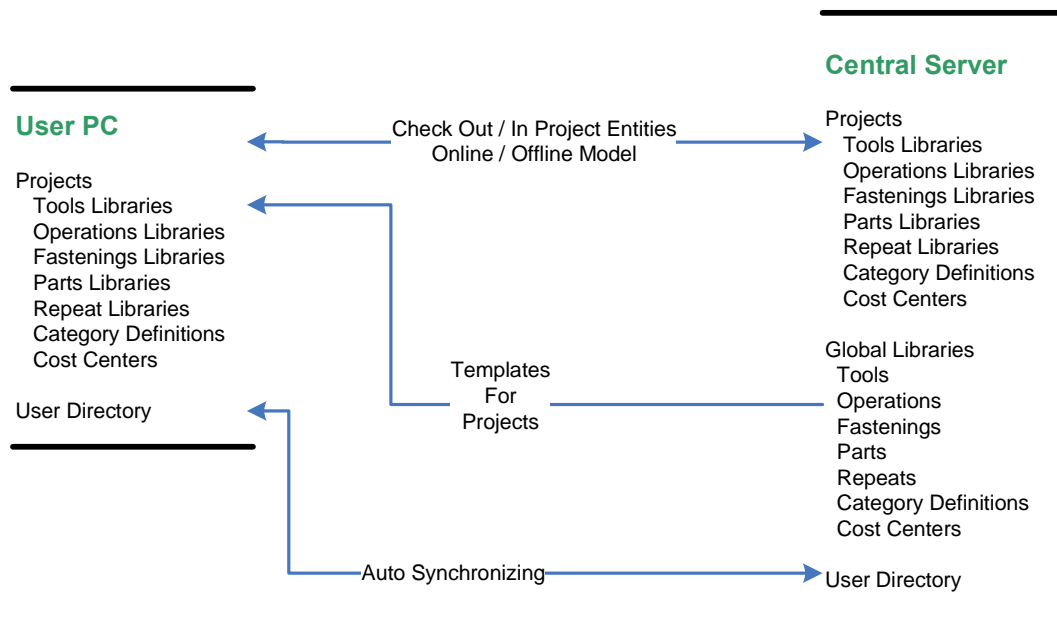 User PC
Projects
Tools Libraries
Operations Libraries
Fastenings Libraries
Parts Libraries
Repeat Libraries
Category Definitions
Cost Centers
User Directory
Check Out / In Project Entities
Online / Offline Model
Templates
For
Projects
Auto Synchronizing
Central Server
Projects
Tools Libraries
Operations Libraries
Fastenings Libraries
Parts Libraries
Repeat Libraries
Category Definitions
Cost Centers
Global Libraries
Tools
Operations
Fastenings
Parts
Repeats
Category Definitions
Cost Centers
User Directory